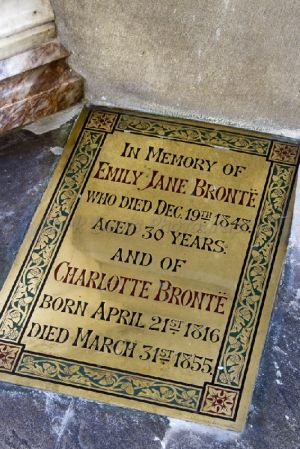 In Memory of
Emily Jane Brontë
who died Dec. 19th 1848,
aged 30 years.
and of
Charlotte Brontë
born April 21st 1816
died March 31st 1855.